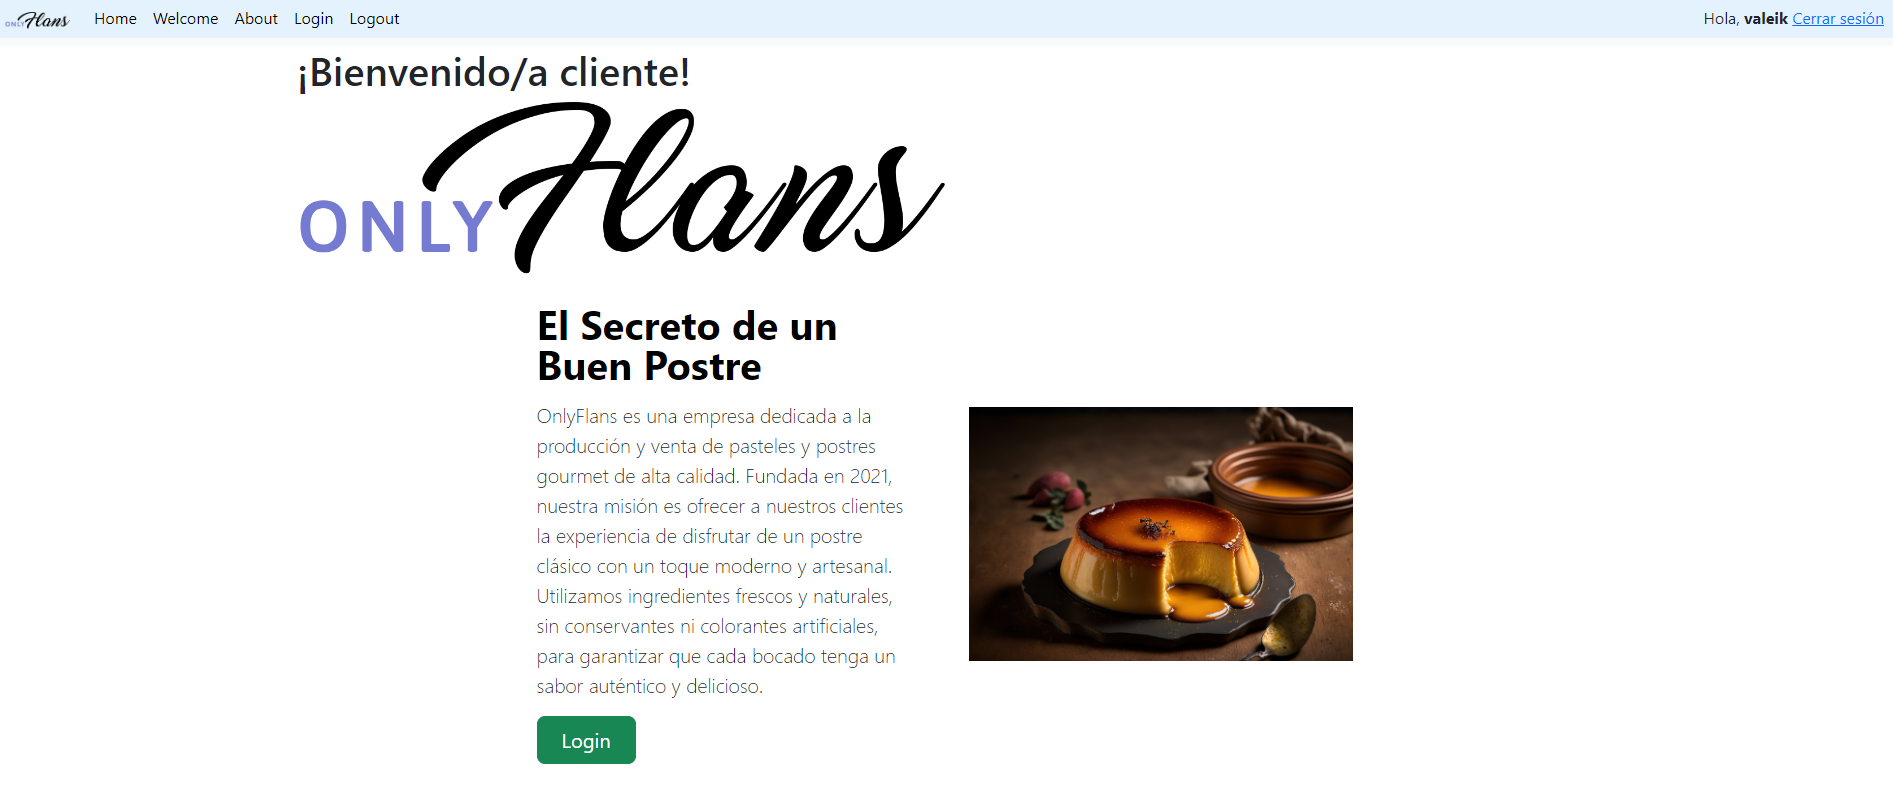 ONLY Flans Home Welcome About Login Logout Hola, valeik Cerrar sesión
¡Bienvenido/a cliente!
ONLY Flans
El Secreto de un
Buen Postre
OnlyFlans es una empresa dedicada a la
producción y venta de pasteles y postres
gourmet de alta calidad. Fundada en 2021,
nuestra misión es ofrecer a nuestros clientes
la experiencia de disfrutar de un postre
clásico con un toque moderno y artesanal.
Utilizamos ingredientes frescos y naturales,
sin conservantes ni colorantes artificiales,
para garantizar que cada bocado tenga un
sabor auténtico y delicioso.
Login